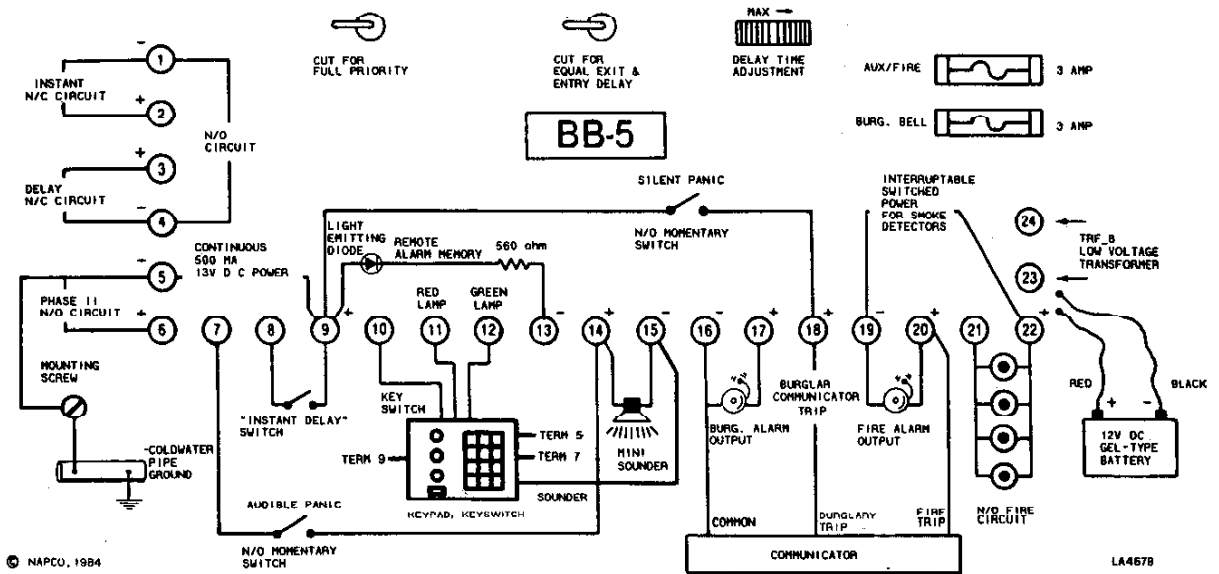 MAX →
CUT FOR
FULL PRIORITY
CUT FOR
EQUAL EXIT &
ENTRY DELAY
DELAY TIME
ADJUSTMENT
AUX/FIRE
3 AMP
BURG. BELL
3 AMP
BB-5
- 1
INSTANT
N/C CIRCUIT
+ 2
N/O
CIRCUIT
+ 3
DELAY
N/C CIRCUIT
- 4
SILENT PANIC
N/O MOMENTARY
SWITCH
INTERRUPTABLE
SWITCHED
POWER
FOR SMOKE
DETECTORS
24
TRF_8
LOW VOLTAGE
TRANSFORMER
23
- 5
CONTINUOUS
500 MA
13V D C POWER
LIGHT
EMITTING
DIODE
REMOTE
ALARM MEMORY
560 ohm
PHASE II
N/O CIRCUIT
RED
LAMP
GREEN
LAMP
+ 6
7
8
9 +
10
11
12
13 -
14 +
15 -
16 -
17 +
18 +
19 -
20 +
21
22 +
MOUNTING
SCREW
"INSTANT DELAY"
SWITCH
KEY
SWITCH
TERM 9
TERM 5
TERM 7
SOUNDER
KEYPAD, KEYSWITCH
MINI
SOUNDER
BURG. ALARM
OUTPUT
BURGLAR
COMMUNICATOR
TRIP
FIRE ALARM
OUTPUT
RED
BLACK
+ -
12V DC
GEL-TYPE
BATTERY
-COLDWATER
PIPE
GROUND
AUDIBLE PANIC
N/O MOMENTARY
SWITCH
COMMON
BURGLARY
TRIP
FIRE
TRIP
N/O FIRE
CIRCUIT
COMMUNICATOR
© NAPCO, 1984
LA467B